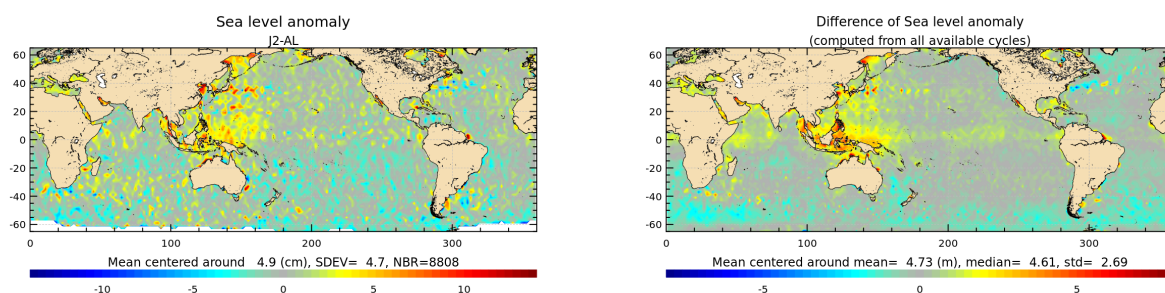 Sea level anomaly
J2-AL
60
40
20
0
-20
-40
-60
0 100 200 300
Mean centered around 4.9 (cm), SDEV= 4.7, NBR=8808
-10 -5 0 5 10
Difference of Sea level anomaly
(computed from all available cycles)
60
40
20
0
-20
-40
-60
0 100 200 300
Mean centered around mean= 4.73 (m), median= 4.61, std= 2.69
-5 0 5